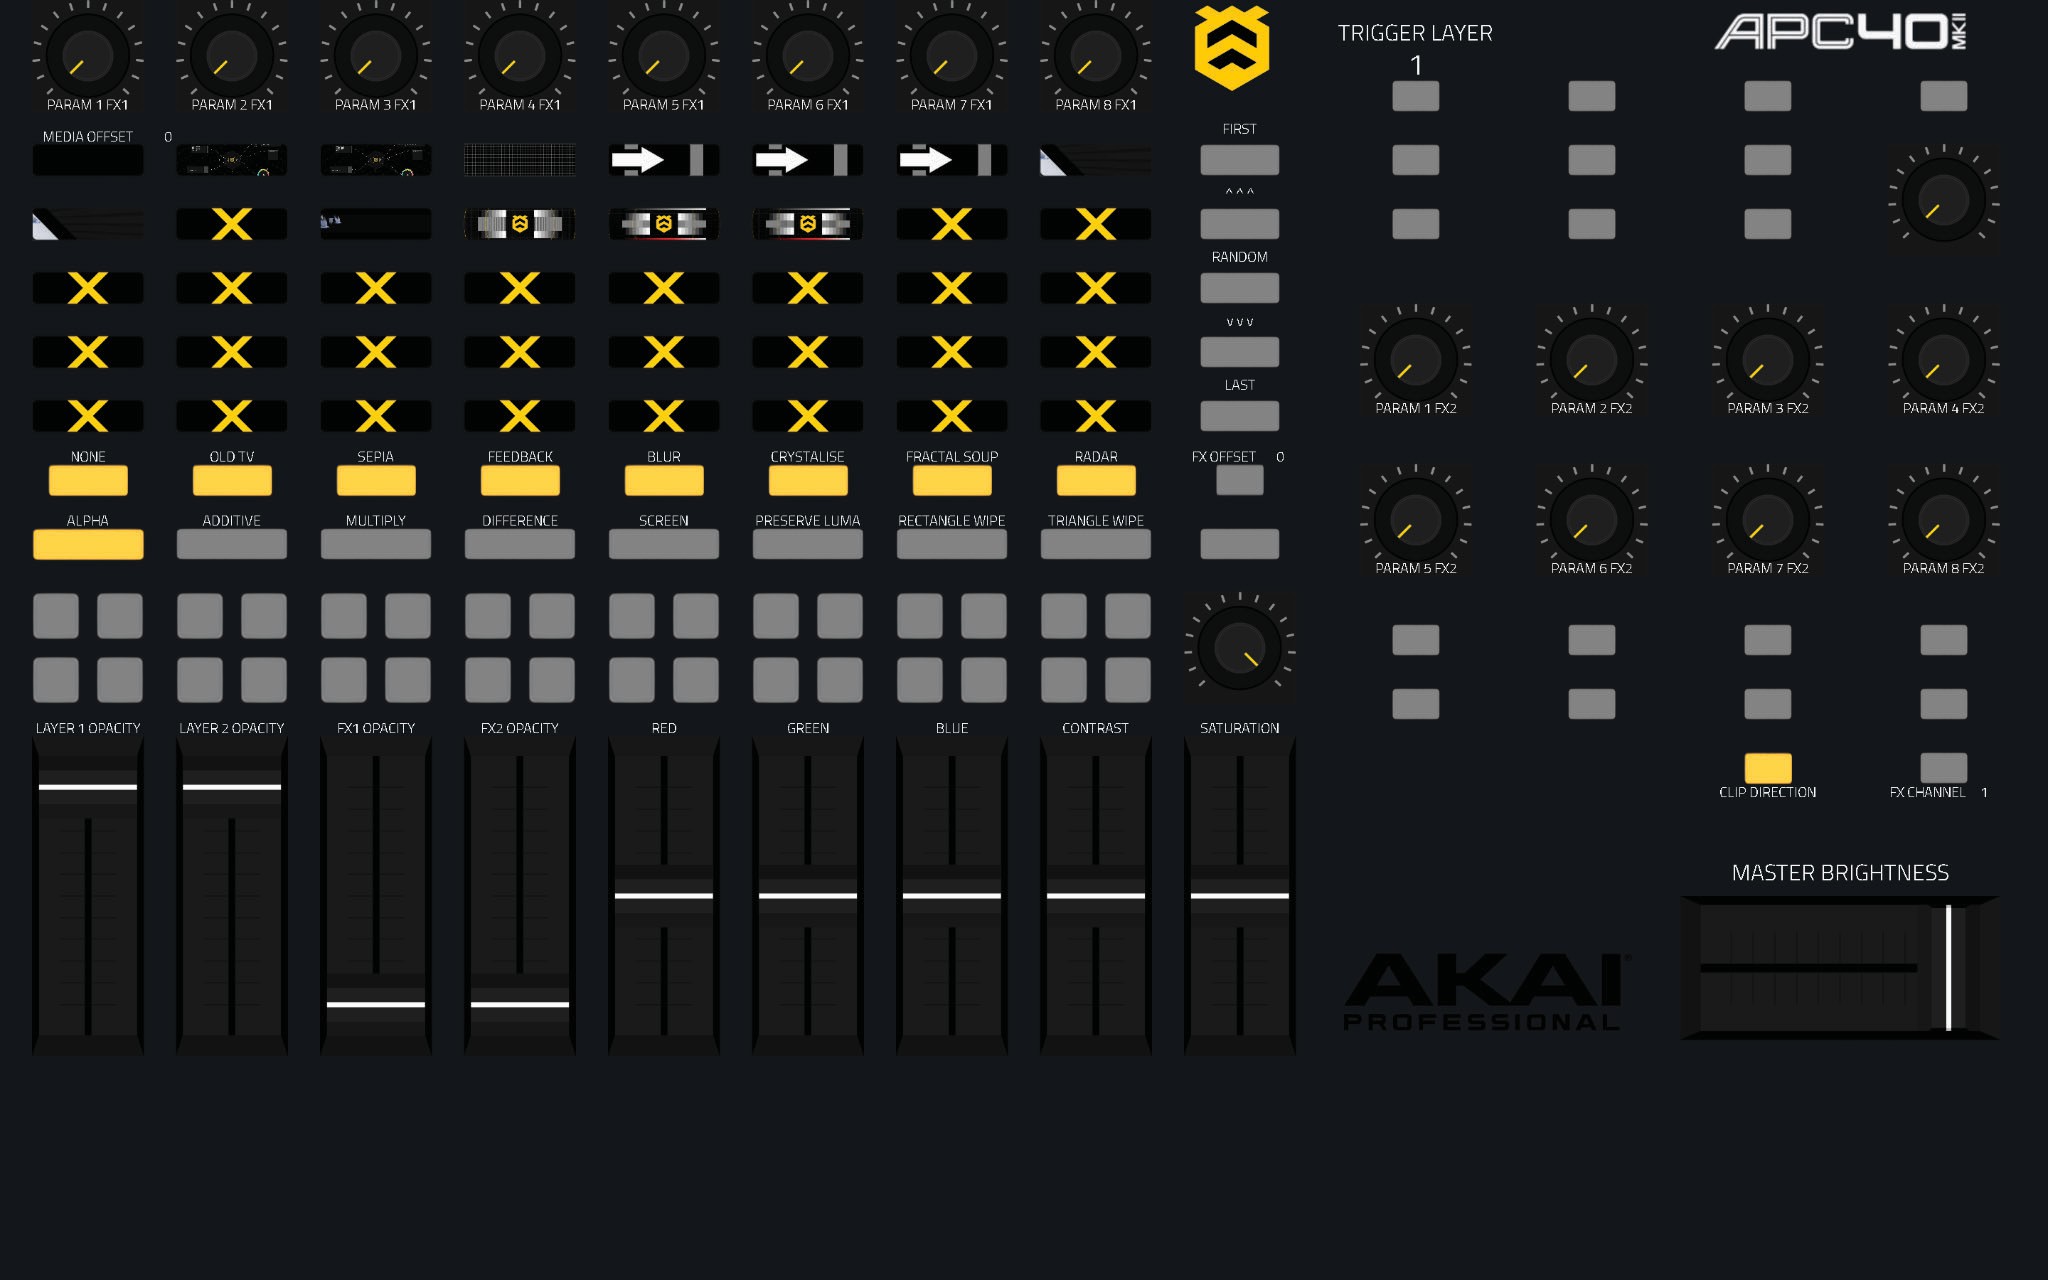 TRIGGER LAYER
1
APC40 MKII
PARAM 1 FX1
PARAM 2 FX1
PARAM 3 FX1
PARAM 4 FX1
PARAM 5 FX1
PARAM 6 FX1
PARAM 7 FX1
PARAM 8 FX1
MEDIA OFFSET 0
FIRST
^ ^ ^
RANDOM
V V V
LAST
PARAM 1 FX2
PARAM 2 FX2
PARAM 3 FX2
PARAM 4 FX2
NONE
OLD TV
SEPIA
FEEDBACK
BLUR
CRYSTALISE
FRACTAL SOUP
RADAR
FX OFFSET 0
ALPHA
ADDITIVE
MULTIPLY
DIFFERENCE
SCREEN
PRESERVE LUMA
RECTANGLE WIPE
TRIANGLE WIPE
PARAM 5 FX2
PARAM 6 FX2
PARAM 7 FX2
PARAM 8 FX2
LAYER 1 OPACITY
LAYER 2 OPACITY
FX1 OPACITY
FX2 OPACITY
RED
GREEN
BLUE
CONTRAST
SATURATION
CLIP DIRECTION
FX CHANNEL 1
MASTER BRIGHTNESS
AKAI
PROFESSIONAL